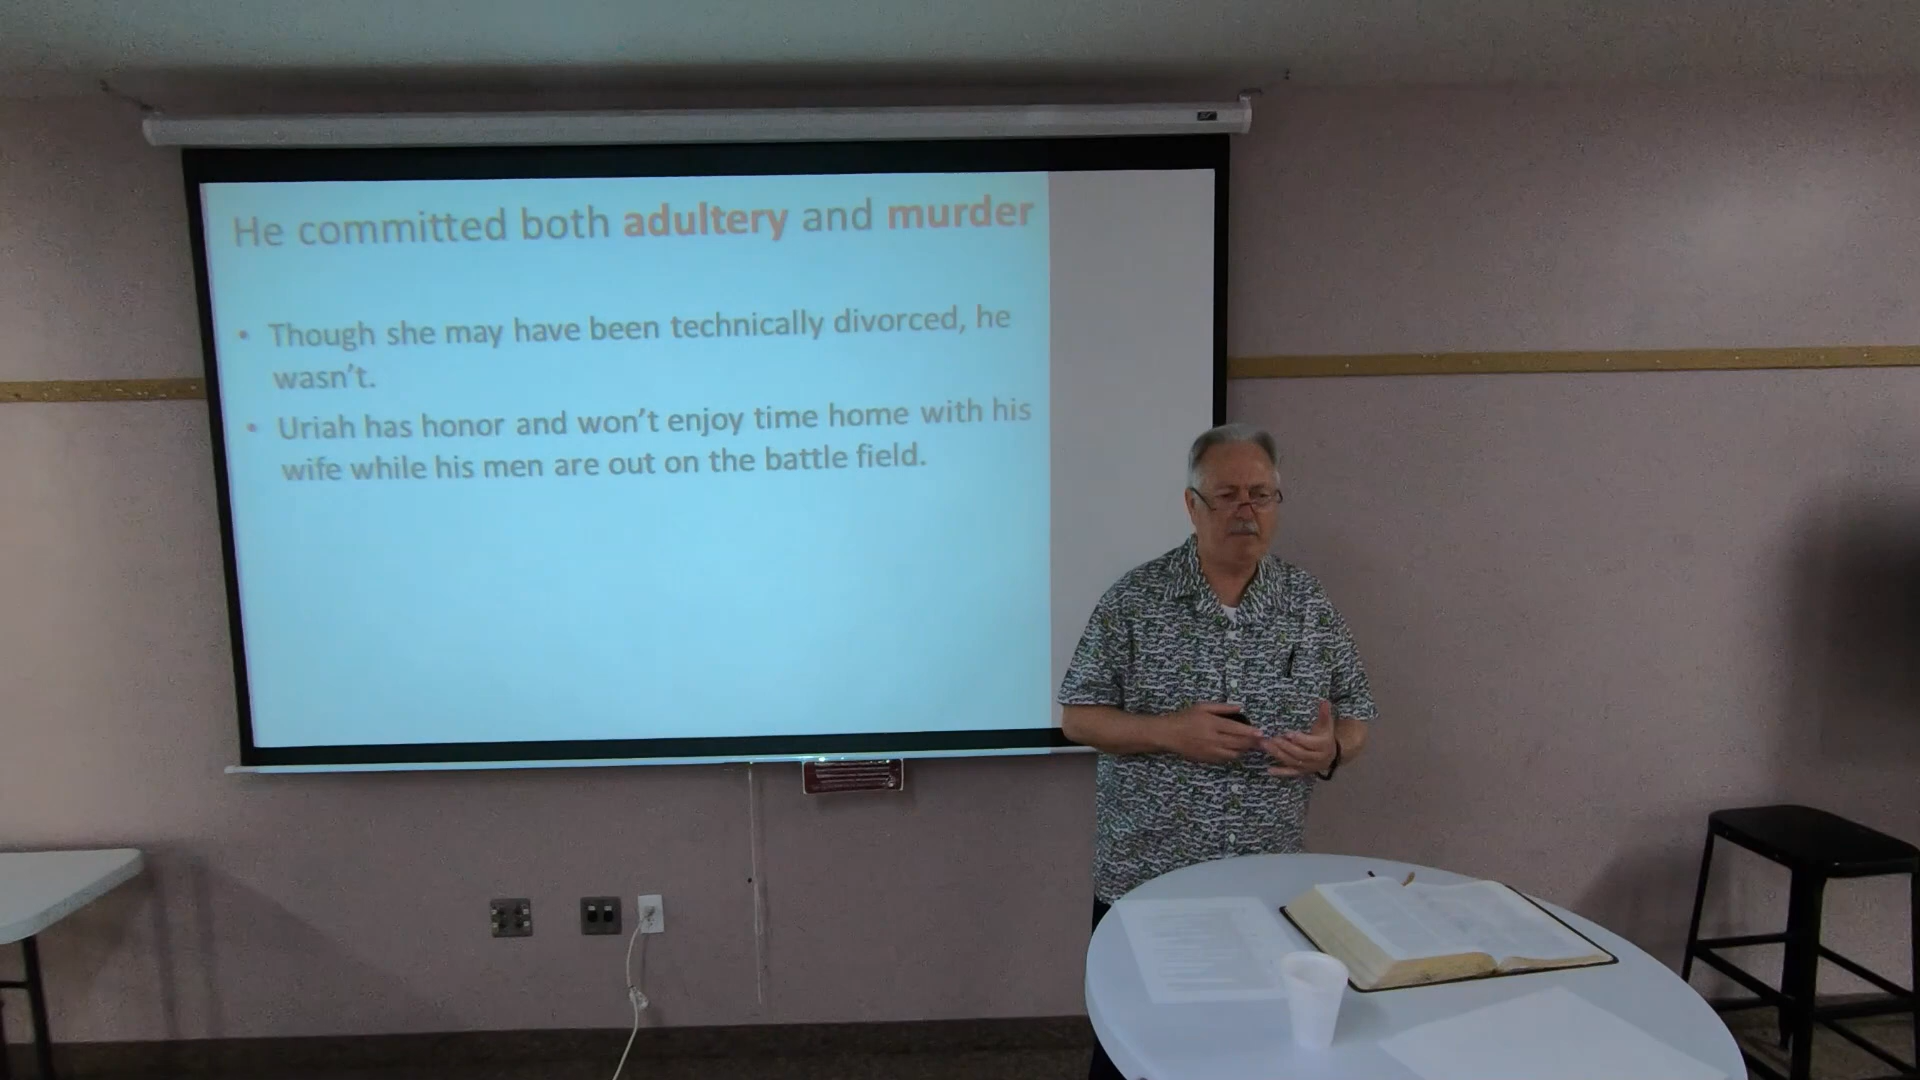 He committed both adultery and murder
• Though she may have been technically divorced, he
wasn't.
• Uriah has honor and won't enjoy time home with his
wife while his men are out on the battle field.